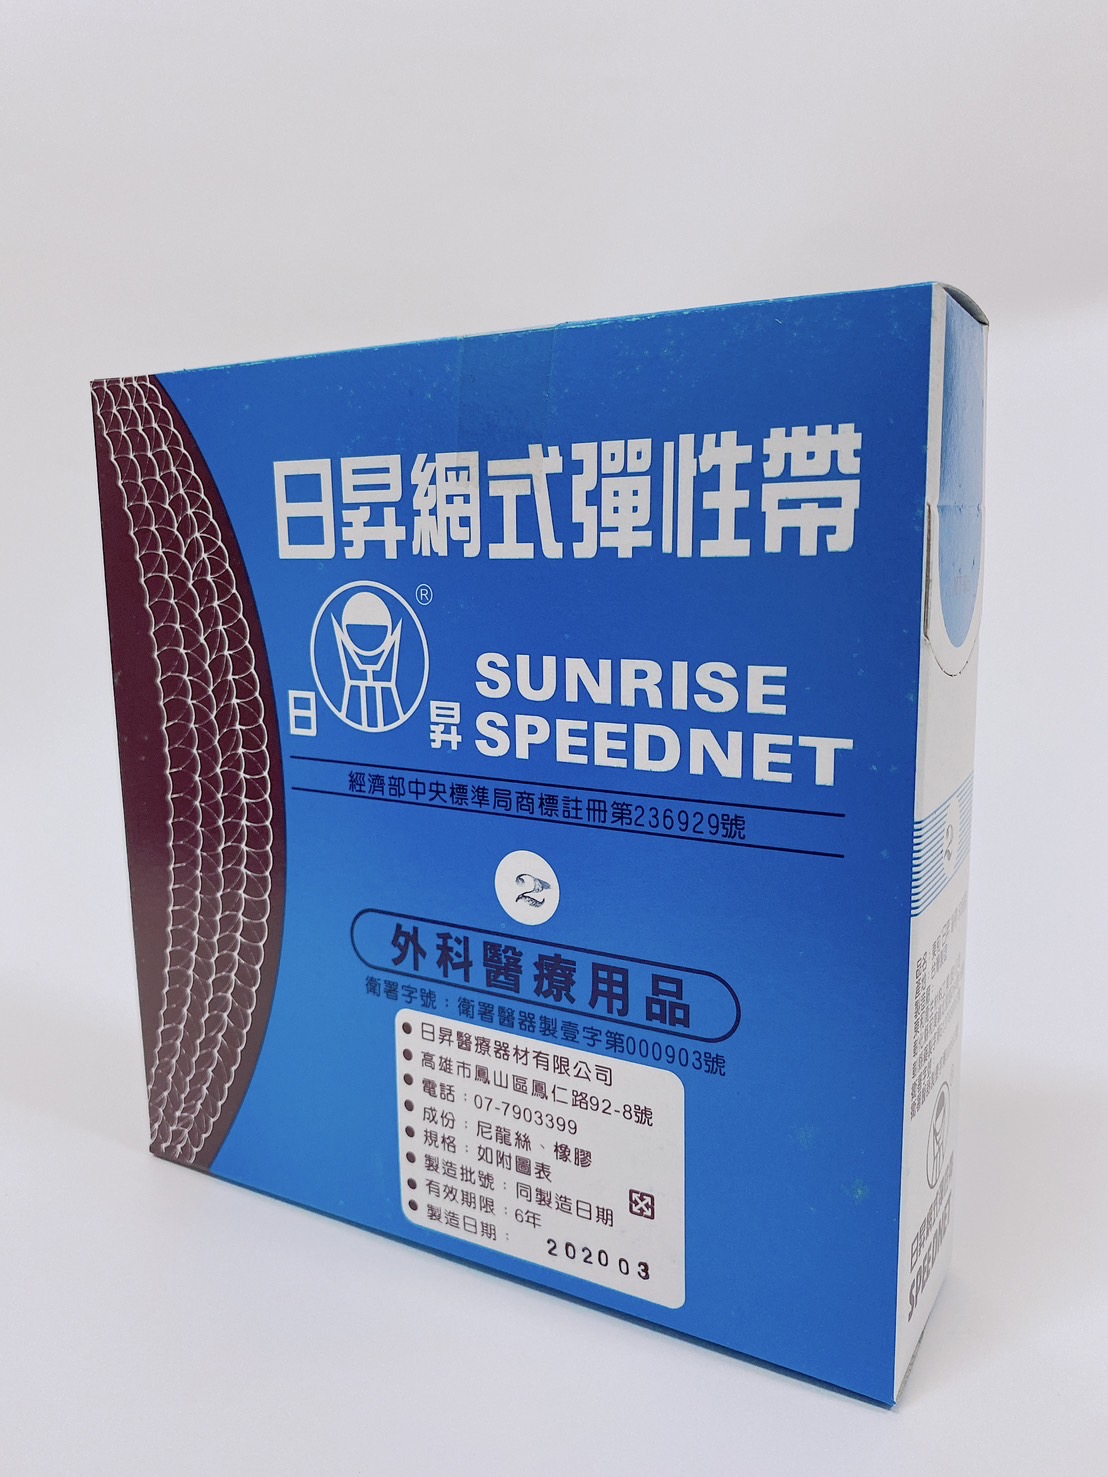 日昇網式彈性帶
®
日 昇
SUNRISE
SPEEDNET
經濟部中央標準局商標註冊第236929號
2
外科醫療用品
衛署字號：衛署醫器製壹字第000903號
● 日昇醫療器材有限公司
● 高雄市鳳山區鳳仁路92-8號
● 電話：07-7903399
● 成份：尼龍絲、橡膠
● 規格：如附圖表
● 製造批號：同製造日期
● 有效期限：6年
● 製造日期：
202003
2
SPEEDNET